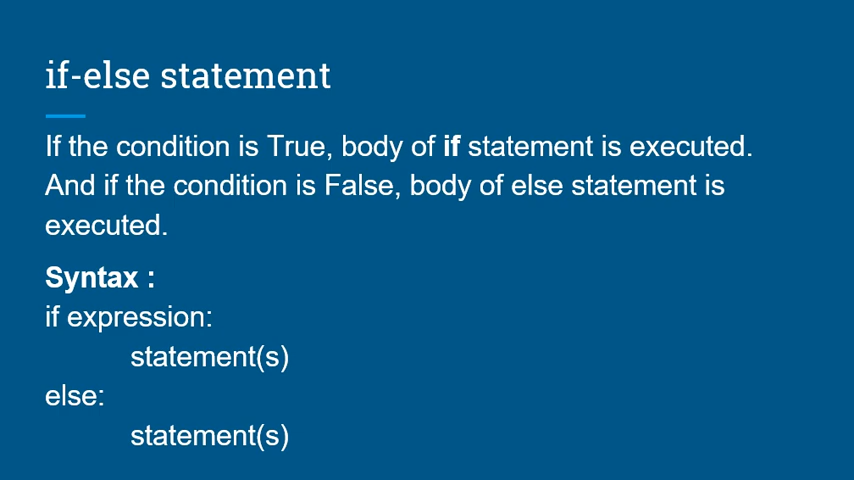 if-else statement
If the condition is True, body of if statement is executed.
And if the condition is False, body of else statement is
executed.
Syntax :
if expression:
statement(s)
else:
statement(s)